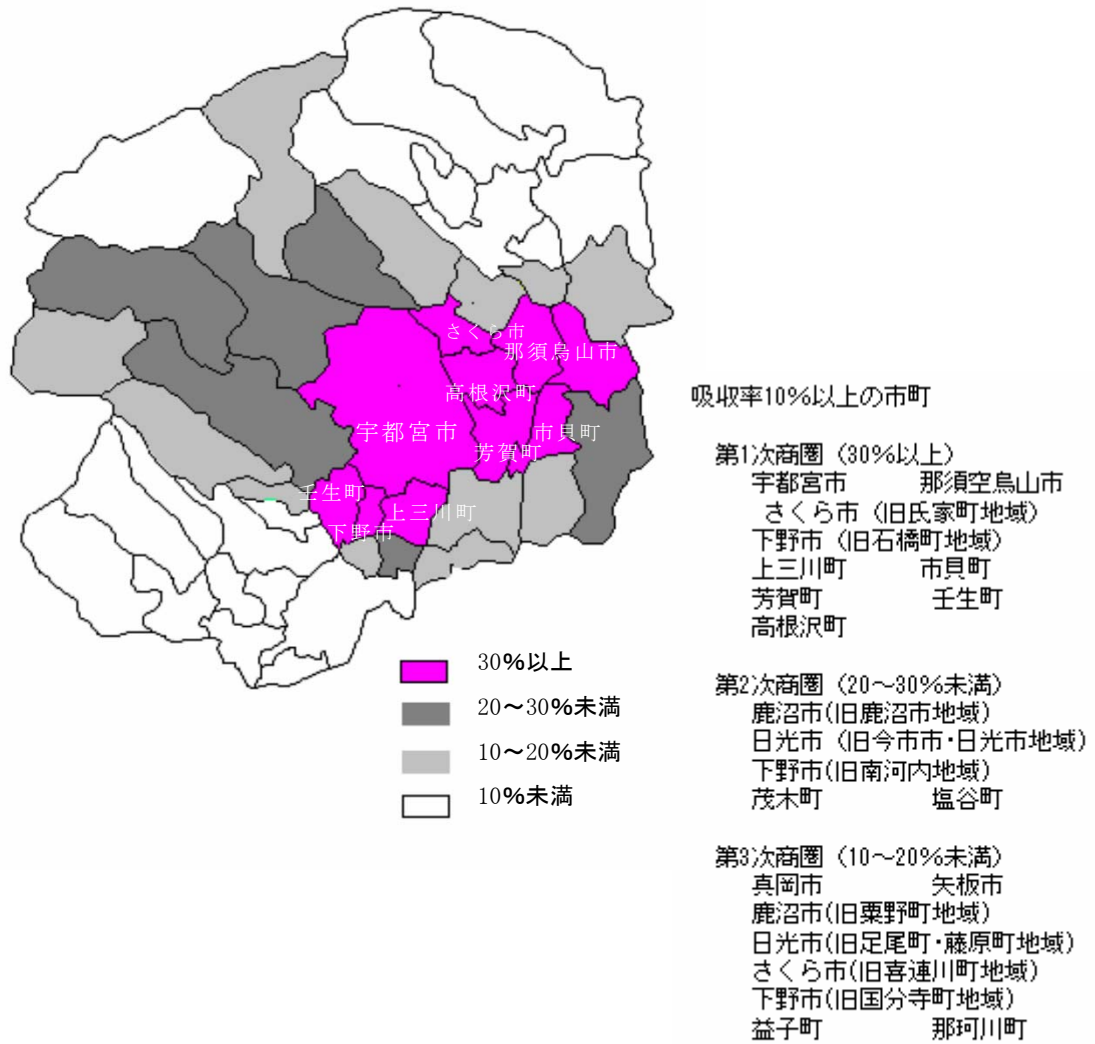 さくら市
那須烏山市
高根沢町
宇都宮市
市貝町
芳賀町
壬生町
上三川町
下野市
30%以上
20～30%未満
10～20%未満
10%未満
吸収率10%以上の市町
第1次商圏（30%以上）
宇都宮市 那須空烏山市
さくら市（旧氏家町地域）
下野市（旧石橋町地域）
上三川町 市貝町
芳賀町 壬生町
高根沢町
第2次商圏（20～30%未満）
鹿沼市(旧鹿沼市地域)
日光市（旧今市市・日光市地域）
下野市(旧南河内地域)
茂木町 塩谷町
第3次商圏（10～20%未満）
真岡市 矢板市
鹿沼市(旧粟野町地域)
日光市(旧足尾町・藤原町地域)
さくら市(旧喜連川町地域)
下野市(旧国分寺町地域)
益子町 那珂川町